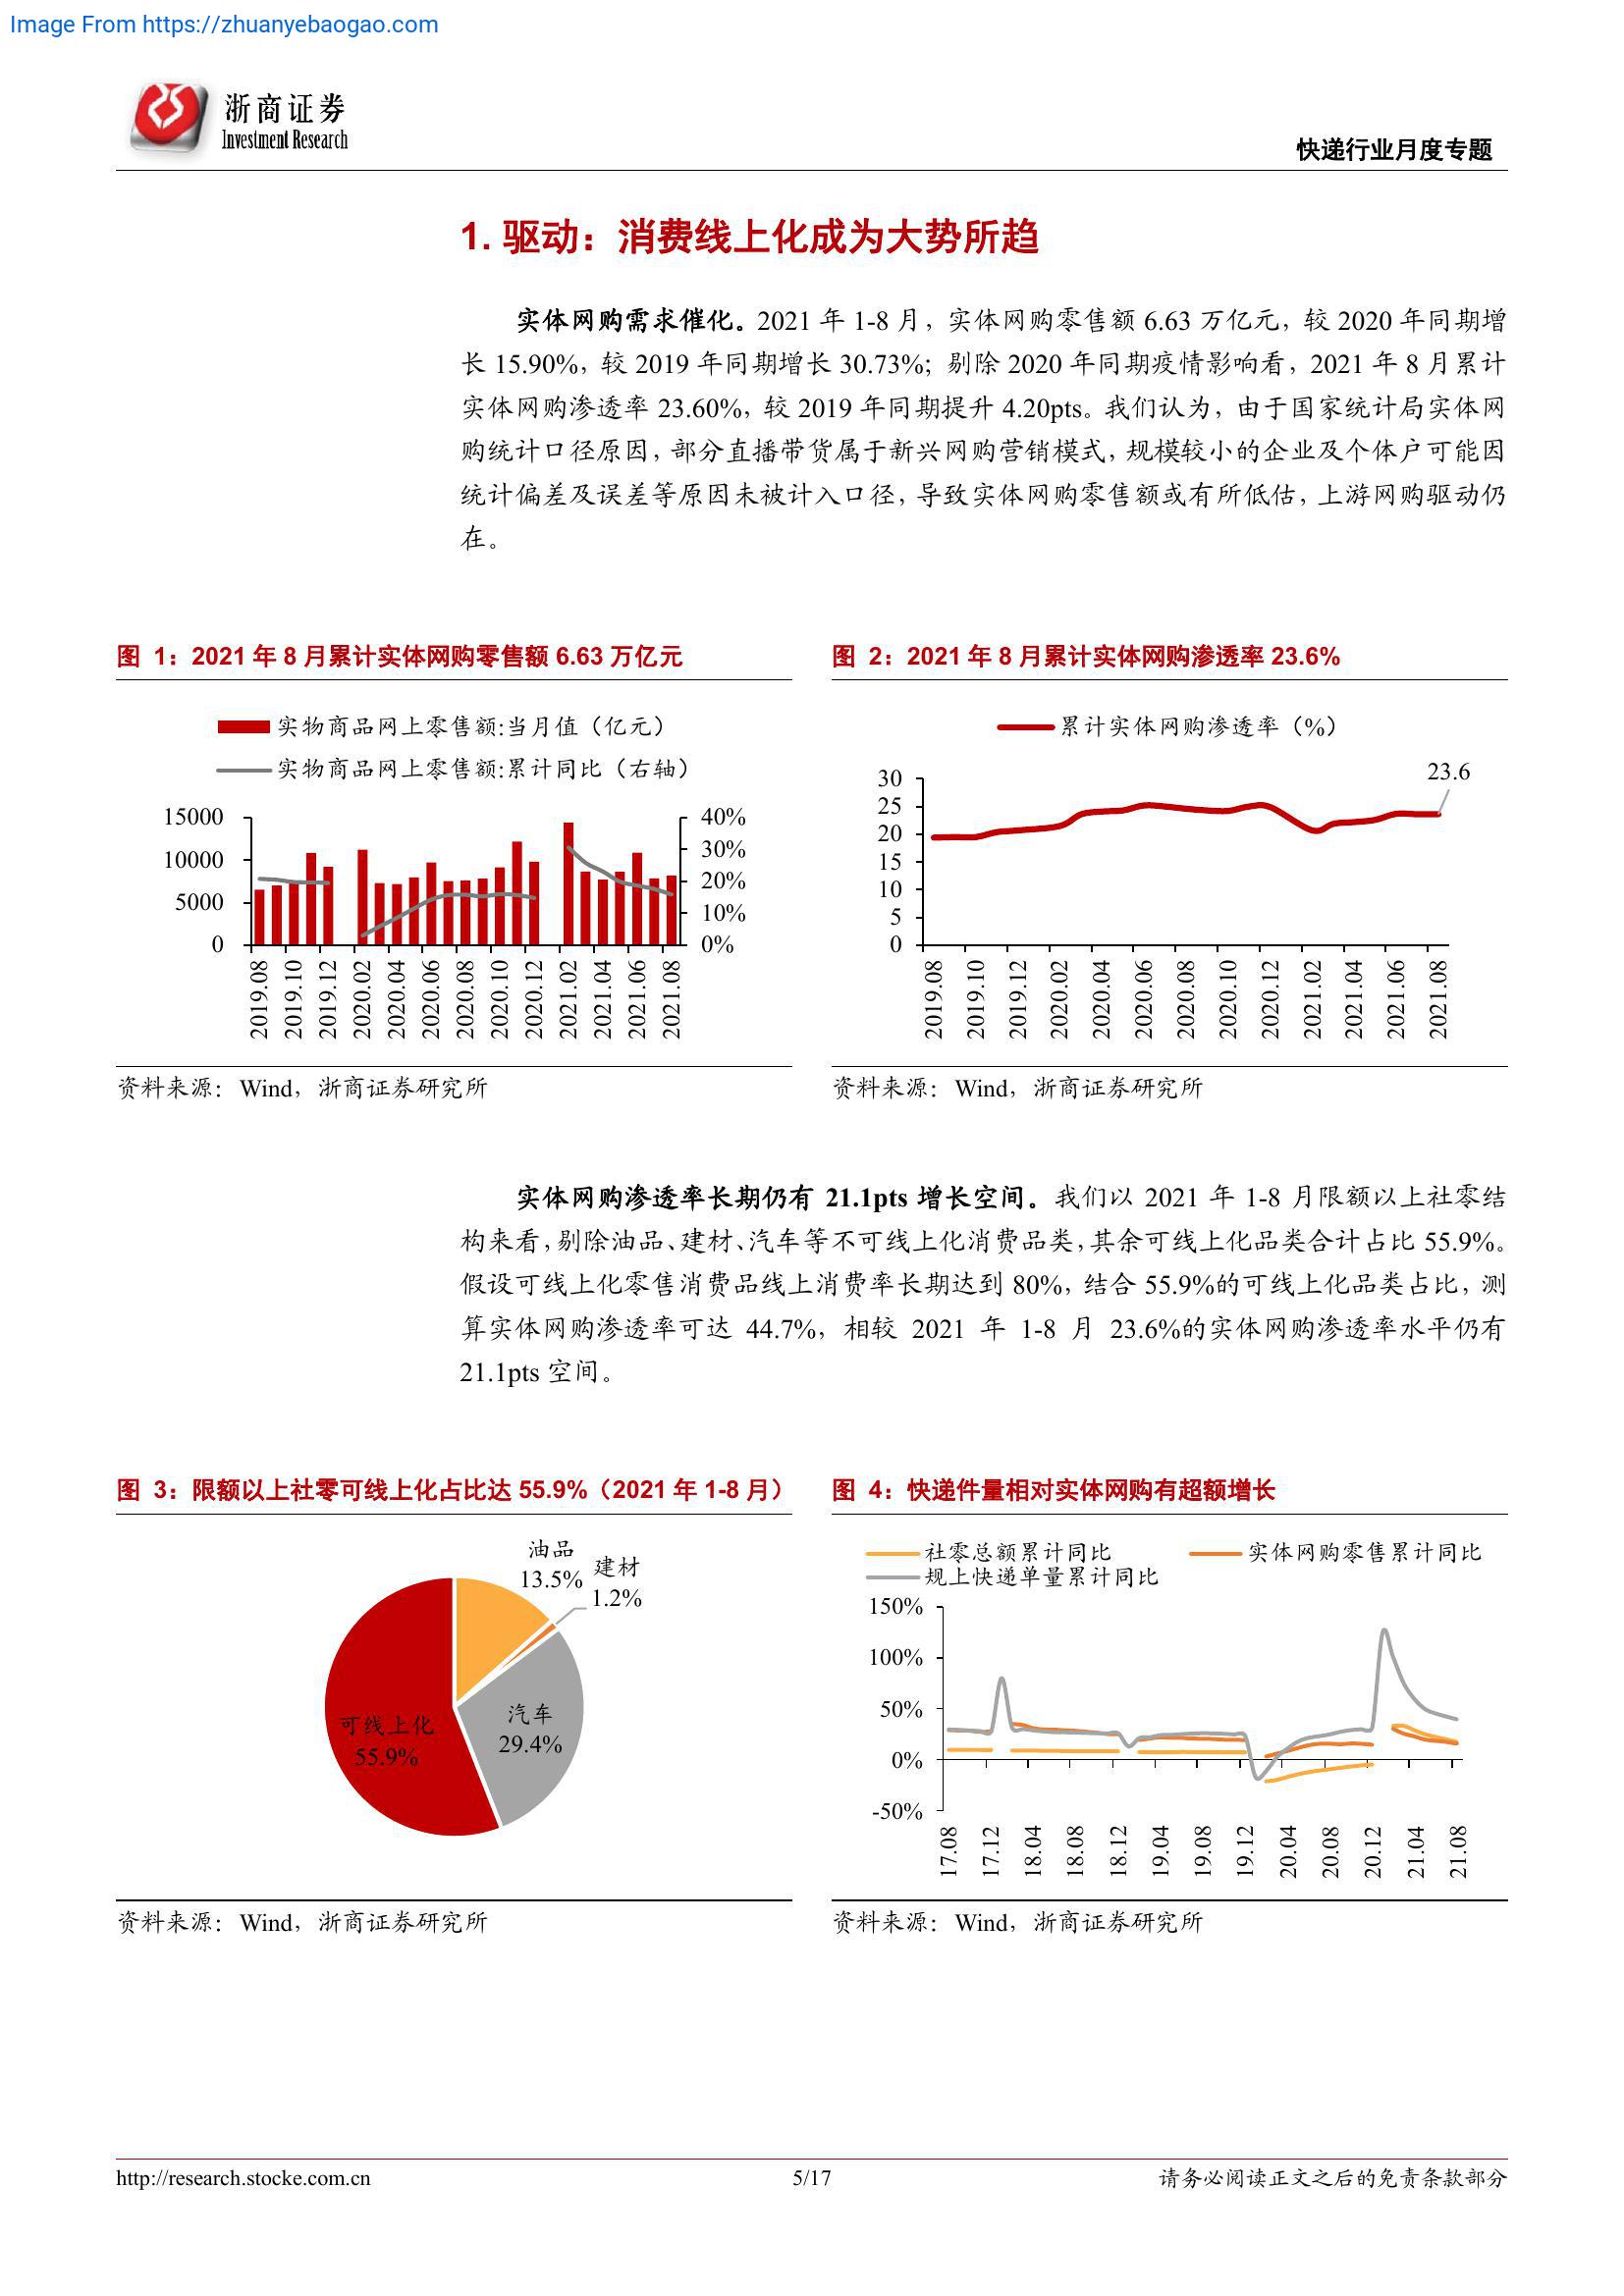 Image From https://zhuanyebaogao.com
浙商证券
Investment Research
快递行业月度专题
1. 驱动：消费线上化成为大势所趋
实体网购需求催化。2021 年 1-8 月，实体网购零售额 6.63 万亿元，较 2020 年同期增
长 15.90%，较 2019 年同期增长 30.73%；剔除 2020 年同期疫情影响看，2021 年 8 月累计
实体网购渗透率 23.60%，较 2019 年同期提升 4.20pts。我们认为，由于国家统计局实体网
购统计口径原因，部分直播带货属于新兴网购营销模式，规模较小的企业及个体户可能因
统计偏差及误差等原因未被计入口径，导致实体网购零售额或有所低估，上游网购驱动仍
在。
图 1：2021 年 8 月累计实体网购零售额 6.63 万亿元
实物商品网上零售额:当月值（亿元）
实物商品网上零售额:累计同比（右轴）
15000
10000
5000
0
40%
30%
20%
10%
0%
2019.08
2019.10
2019.12
2020.02
2020.04
2020.06
2020.08
2020.10
2020.12
2021.02
2021.04
2021.06
2021.08
资料来源：Wind，浙商证券研究所
图 2：2021 年 8 月累计实体网购渗透率 23.6%
累计实体网购渗透率（%）
23.6
30
25
20
15
10
5
0
2019.08
2019.10
2019.12
2020.02
2020.04
2020.06
2020.08
2020.10
2020.12
2021.02
2021.04
2021.06
2021.08
资料来源：Wind，浙商证券研究所
实体网购渗透率长期仍有 21.1pts 增长空间。我们以 2021 年 1-8 月限额以上社零结
构来看，剔除油品、建材、汽车等不可线上化消费品类，其余可线上化品类合计占比 55.9%。
假设可线上化零售消费品线上消费率长期达到 80%，结合 55.9%的可线上化品类占比，测
算实体网购渗透率可达 44.7%，相较 2021 年 1-8 月 23.6%的实体网购渗透率水平仍有
21.1pts 空间。
图 3：限额以上社零可线上化占比达 55.9%（2021 年 1-8 月）
油品
13.5%
建材
1.2%
汽车
29.4%
可线上化
55.9%
资料来源：Wind，浙商证券研究所
图 4：快递件量相对实体网购有超额增长
社零总额累计同比
实体网购零售累计同比
规上快递单量累计同比
150%
100%
50%
0%
-50%
17.08
17.12
18.04
18.08
18.12
19.04
19.08
19.12
20.04
20.08
20.12
21.04
21.08
资料来源：Wind，浙商证券研究所
http://research.stocke.com.cn
5/17
请务必阅读正文之后的免责条款部分